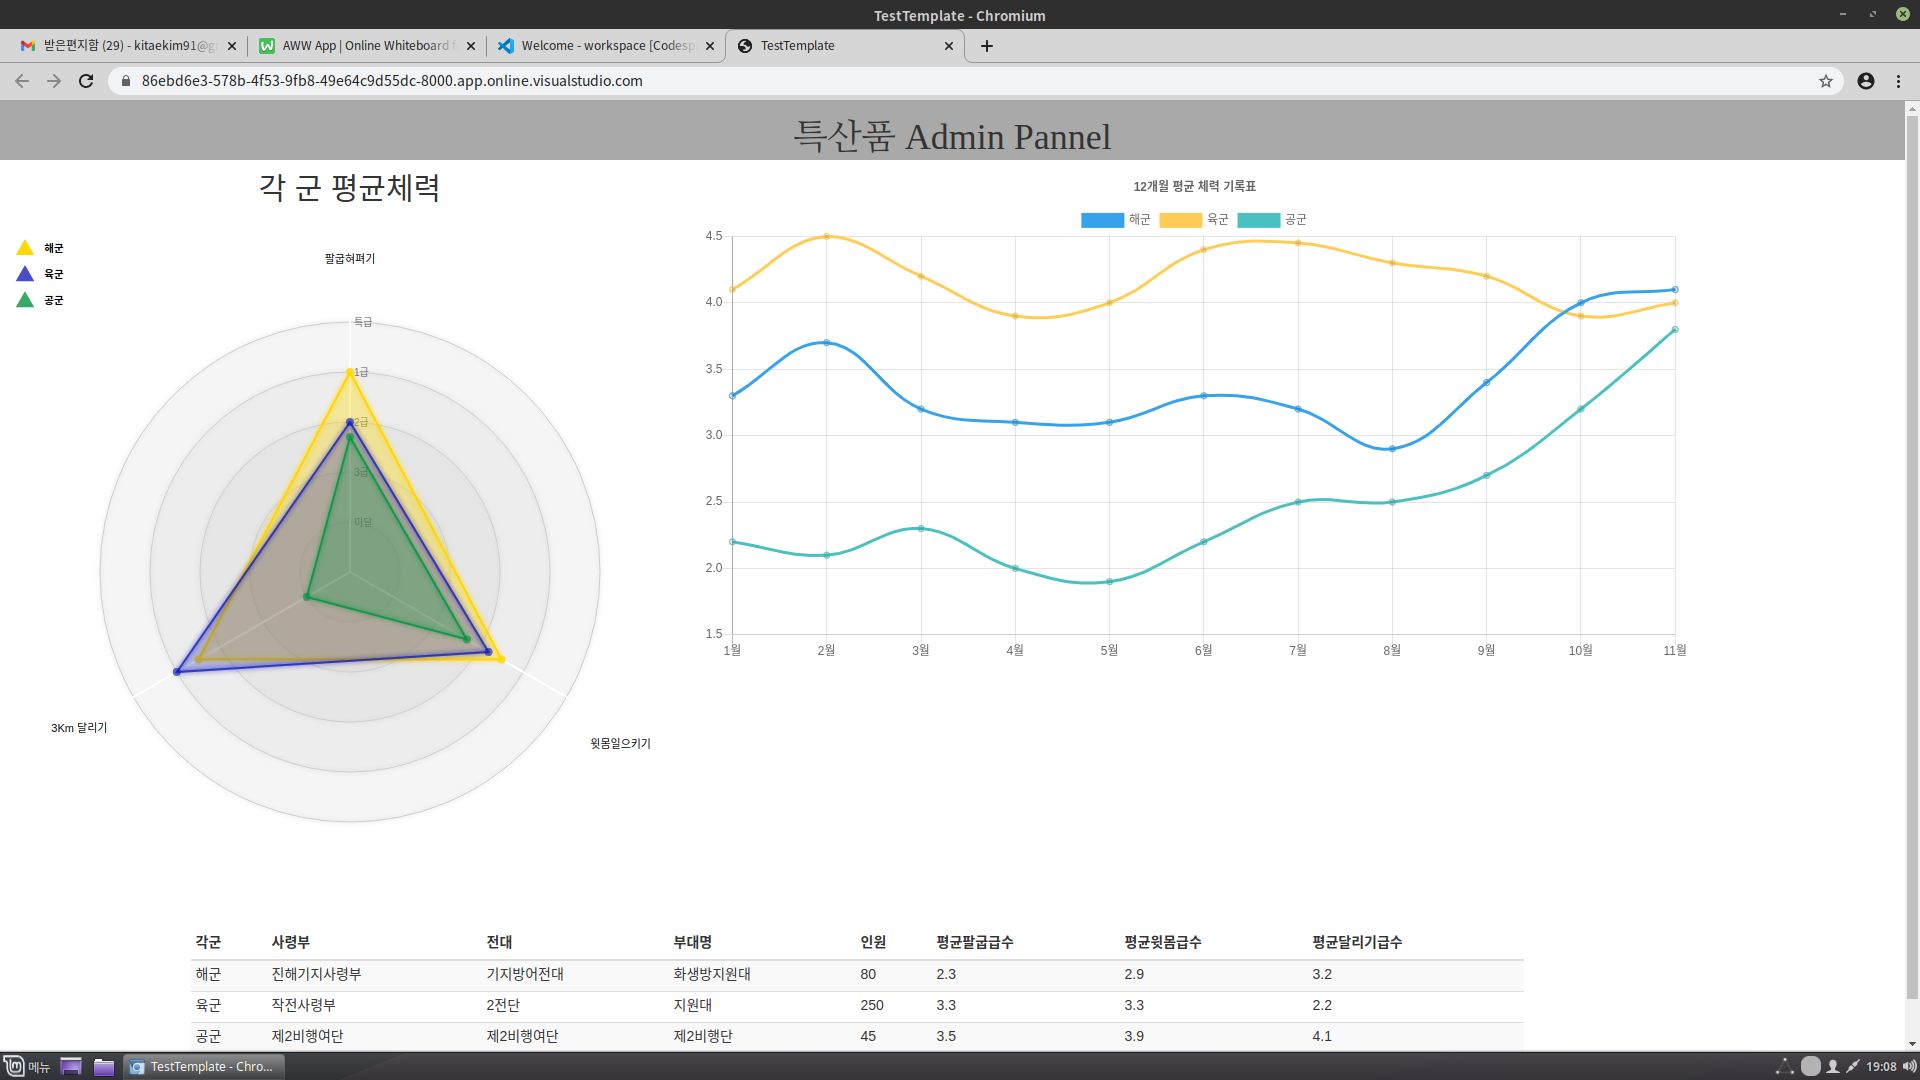 TestTemplate - Chromium
받은편지함 (29) - kitaekim91@g
AWW App | Online Whiteboard f
Welcome - workspace [Codesp
TestTemplate
86ebd6e3-578b-4f53-9fb8-49e64c9d55dc-8000.app.online.visualstudio.com
특산품 Admin Pannel
각 군 평균체력
해군
육군
공군
팔굽혀펴기
특급
1급
2급
3급
미달
3Km 달리기
윗몸일으키기
12개월 평균 체력 기록표
해군 육군 공군
4.5
4.0
3.5
3.0
2.5
2.0
1.5
1월 2월 3월 4월 5월 6월 7월 8월 9월 10월 11월
각군 사령부 전대 부대명 인원 평균팔굽급수 평균윗몸급수 평균달리기급수
해군 진해기지사령부 기지방어전대 화생방지원대 80 2.3 2.9 3.2
육군 작전사령부 2전단 지원대 250 3.3 3.3 2.2
공군 제2비행여단 제2비행여단 제2비행단 45 3.5 3.9 4.1
메뉴
TestTemplate - Chro...
19:08